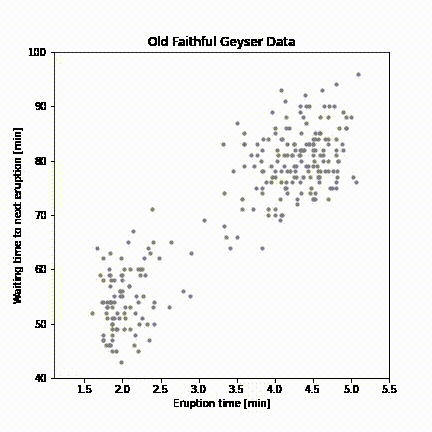 Old Faithful Geyser Data
Waiting time to next eruption [min]
100
90
80
70
60
50
40
1.5 2.0 2.5 3.0 3.5 4.0 4.5 5.0 5.5
Eruption time [min]